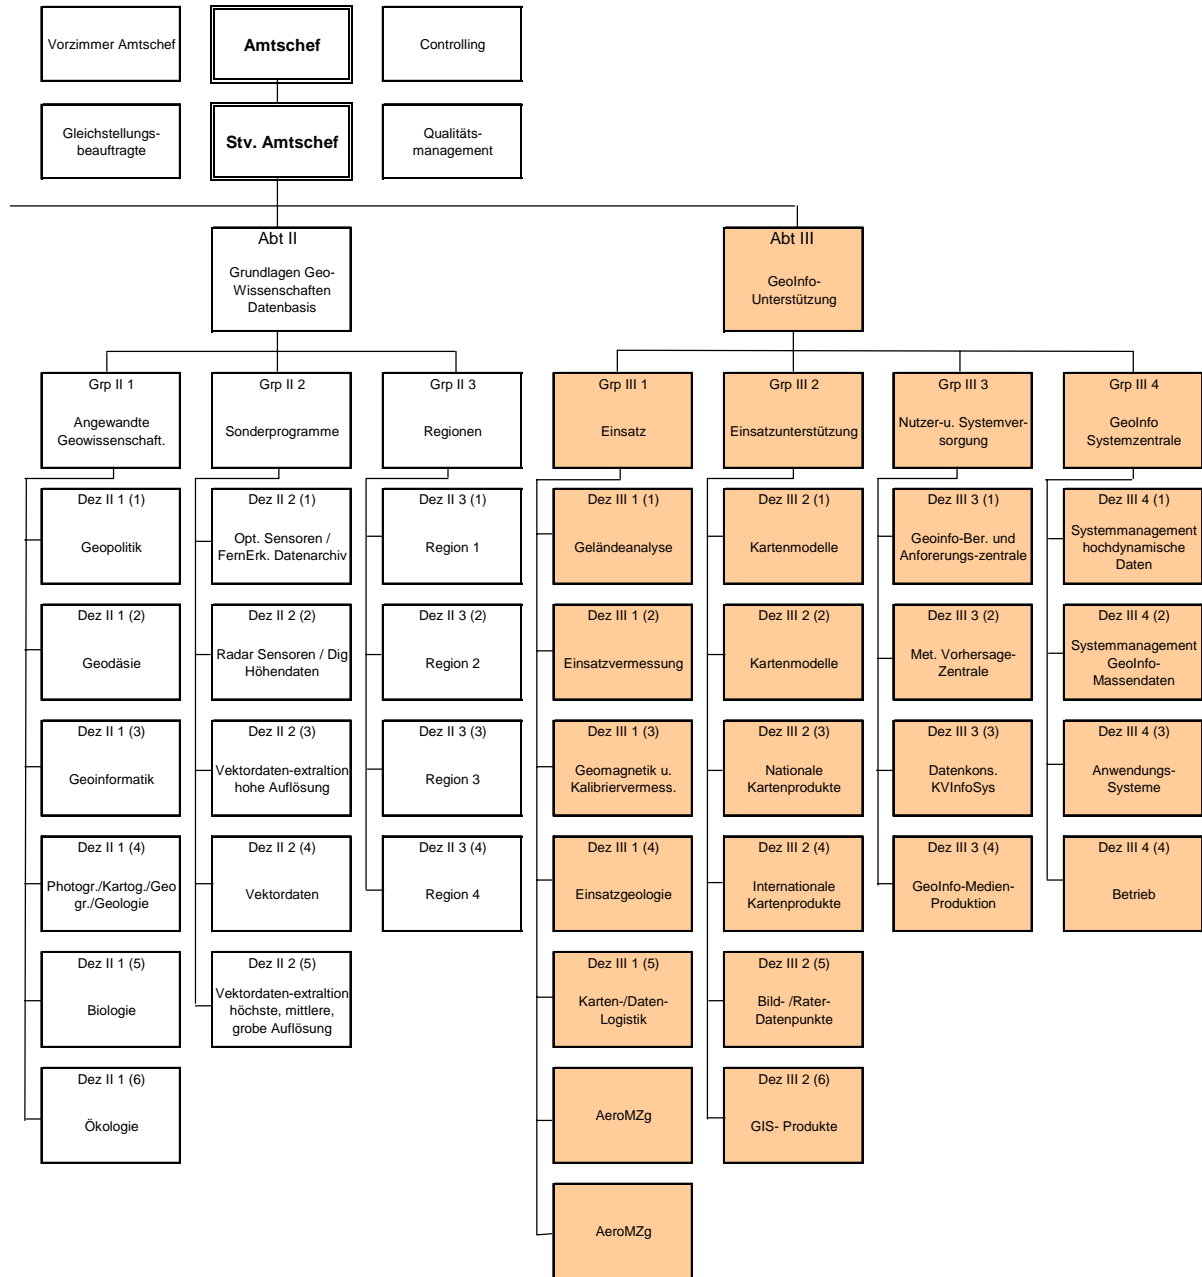 Vorzimmer Amtschef
Amtschef
Controlling
Gleichstellungs-
beauftragte
Stv. Amtschef
Qualitäts-
management
Abt II
Grundlagen Geo-
Wissenschaften
Datenbasis
Abt III
GeoInfo-
Unterstützung
Grp II 1
Angewandte
Geowissenschaft.
Grp II 2
Sonderprogramme
Grp II 3
Regionen
Grp III 1
Einsatz
Grp III 2
Einsatzunterstützung
Grp III 3
Nutzer-u. Systemver-
sorgung
Grp III 4
GeoInfo
Systemzentrale
Dez II 1 (1)
Geopolitik
Dez II 2 (1)
Opt. Sensoren /
FernErk. Datenarchiv
Dez II 3 (1)
Region 1
Dez III 1 (1)
Geländeanalyse
Dez III 2 (1)
Kartenmodelle
Dez III 3 (1)
Geoinfo-Ber. und
Anforerungs-zentrale
Dez III 4 (1)
Systemmanagement
hochdynamische
Daten
Dez II 1 (2)
Geodäsie
Dez II 2 (2)
Radar Sensoren / Dig
Höhendaten
Dez II 3 (2)
Region 2
Dez III 1 (2)
Einsatzvermessung
Dez III 2 (2)
Kartenmodelle
Dez III 3 (2)
Met. Vorhersage-
Zentrale
Dez III 4 (2)
Systemmanagement
GeoInfo-
Massendaten
Dez II 1 (3)
Geoinformatik
Dez II 2 (3)
Vektordaten-extraltion
hohe Auflösung
Dez II 3 (3)
Region 3
Dez III 1 (3)
Geomagnetik u.
Kalibriervermess.
Dez III 2 (3)
Nationale
Kartenprodukte
Dez III 3 (3)
Datenkons.
KVInfoSys
Dez III 4 (3)
Anwendungs-
Systeme
Dez II 1 (4)
Photogr./Kartog./Geo
gr./Geologie
Dez II 2 (4)
Vektordaten
Dez II 3 (4)
Region 4
Dez III 1 (4)
Einsatzgeologie
Dez III 2 (4)
Internationale
Kartenprodukte
Dez III 3 (4)
GeoInfo-Medien-
Produktion
Dez III 4 (4)
Betrieb
Dez II 1 (5)
Biologie
Dez II 2 (5)
Vektordaten-extraltion
höchste, mittlere,
grobe Auflösung
Dez III 1 (5)
Karten-/Daten-
Logistik
Dez III 2 (5)
Bild- /Rater-
Datenpunkte
Dez II 1 (6)
Ökologie
AeroMZg
Dez III 2 (6)
GIS- Produkte
AeroMZg